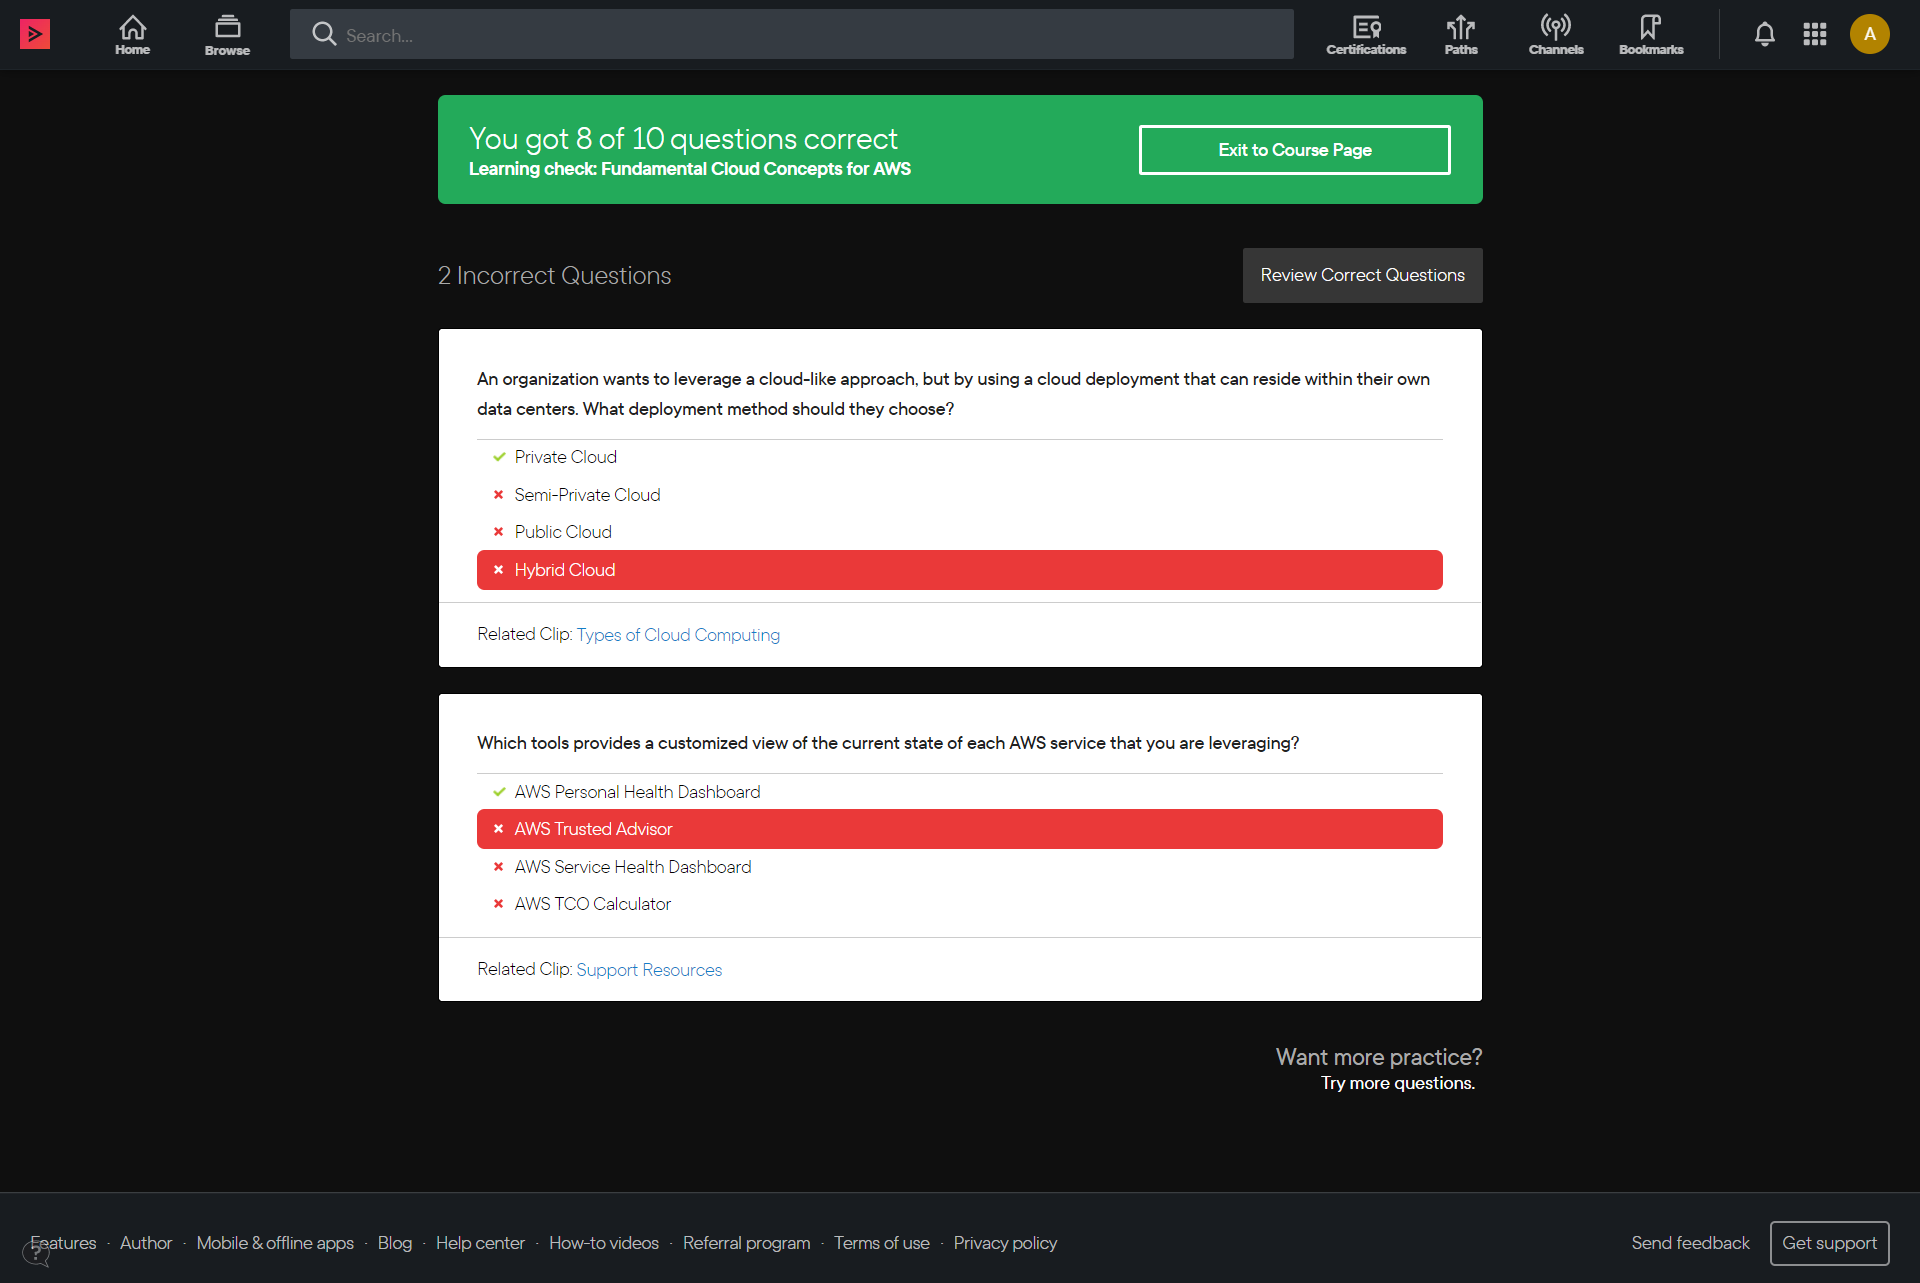 Home
Browse
Search...
Certifications
Paths
Channels
Bookmarks
A
You got 8 of 10 questions correct
Learning check: Fundamental Cloud Concepts for AWS
Exit to Course Page
2 Incorrect Questions
Review Correct Questions
An organization wants to leverage a cloud-like approach, but by using a cloud deployment that can reside within their own
data centers. What deployment method should they choose?
Private Cloud
Semi-Private Cloud
Public Cloud
Hybrid Cloud
Related Clip: Types of Cloud Computing
Which tools provides a customized view of the current state of each AWS service that you are leveraging?
AWS Personal Health Dashboard
AWS Trusted Advisor
AWS Service Health Dashboard
AWS TCO Calculator
Related Clip: Support Resources
Want more practice?
Try more questions.
Features · Author · Mobile & offline apps · Blog · Help center · How-to videos · Referral program · Terms of use · Privacy policy
Send feedback
Get support